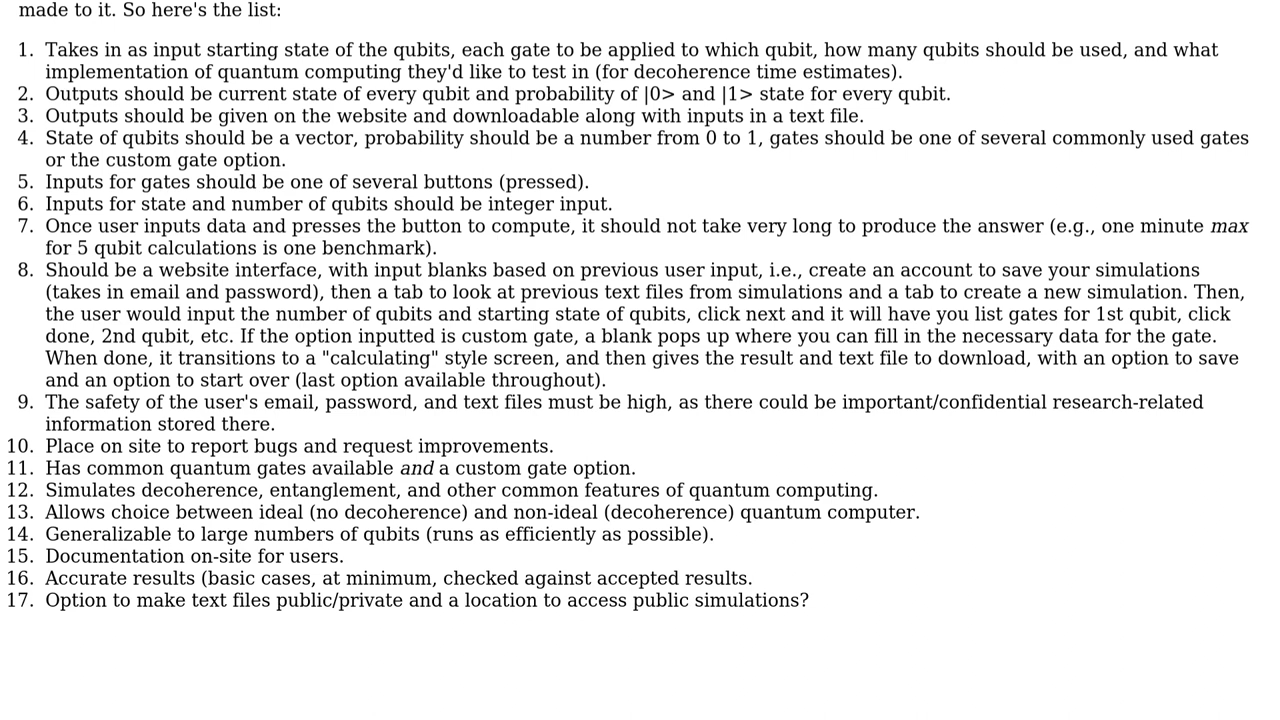 made to it. So here's the list:
1. Takes in as input starting state of the qubits, each gate to be applied to which qubit, how many qubits should be used, and what
implementation of quantum computing they'd like to test in (for decoherence time estimates).
2. Outputs should be current state of every qubit and probability of |0> and |1> state for every qubit.
3. Outputs should be given on the website and downloadable along with inputs in a text file.
4. State of qubits should be a vector, probability should be a number from 0 to 1, gates should be one of several commonly used gates
or the custom gate option.
5. Inputs for gates should be one of several buttons (pressed).
6. Inputs for state and number of qubits should be integer input.
7. Once user inputs data and presses the button to compute, it should not take very long to produce the answer (e.g., one minute max
for 5 qubit calculations is one benchmark).
8. Should be a website interface, with input blanks based on previous user input, i.e., create an account to save your simulations
(takes in email and password), then a tab to look at previous text files from simulations and a tab to create a new simulation. Then,
the user would input the number of qubits and starting state of qubits, click next and it will have you list gates for 1st qubit, click
done, 2nd qubit, etc. If the option inputted is custom gate, a blank pops up where you can fill in the necessary data for the gate.
When done, it transitions to a "calculating" style screen, and then gives the result and text file to download, with an option to save
and an option to start over (last option available throughout).
9. The safety of the user's email, password, and text files must be high, as there could be important/confidential research-related
information stored there.
10. Place on site to report bugs and request improvements.
11. Has common quantum gates available and a custom gate option.
12. Simulates decoherence, entanglement, and other common features of quantum computing.
13. Allows choice between ideal (no decoherence) and non-ideal (decoherence) quantum computer.
14. Generalizable to large numbers of qubits (runs as efficiently as possible).
15. Documentation on-site for users.
16. Accurate results (basic cases, at minimum, checked against accepted results.
17. Option to make text files public/private and a location to access public simulations?